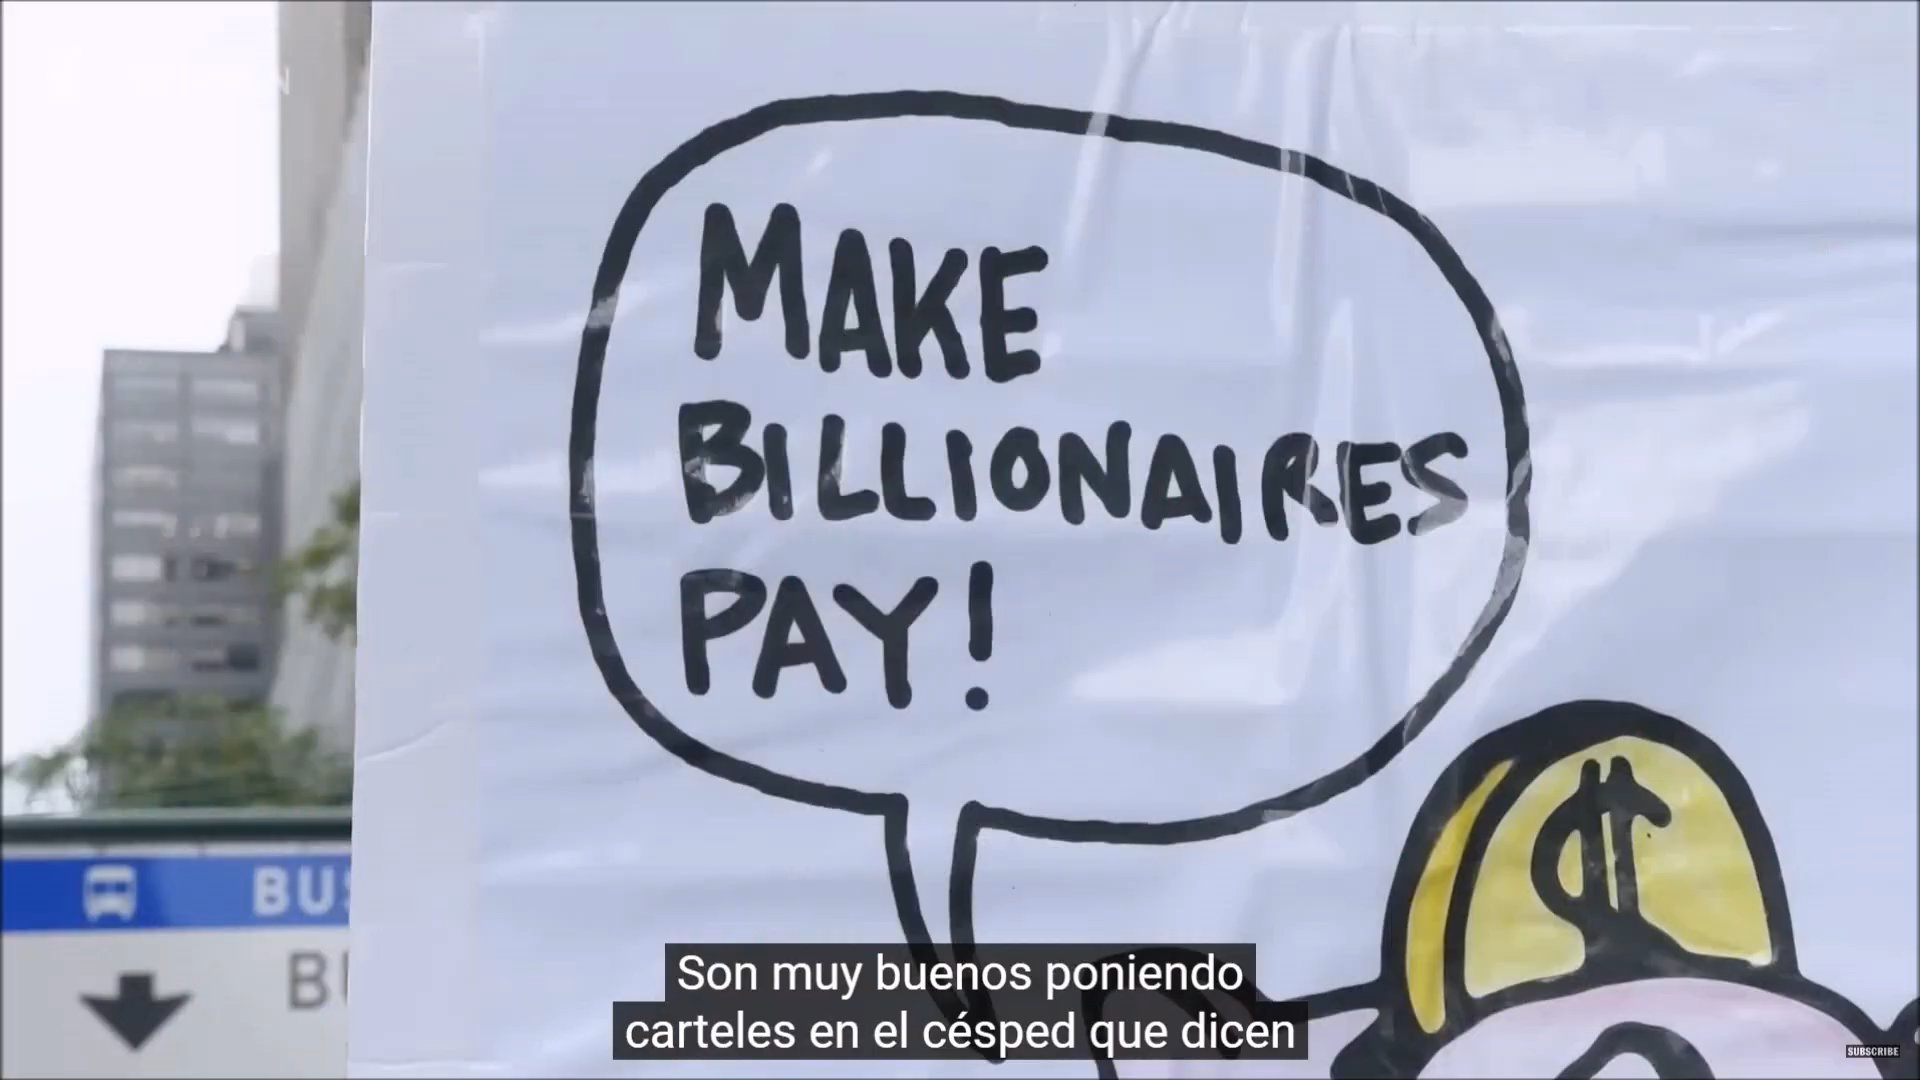 MAKE
BILLIONAIRES
PAY!
BUS
Son muy buenos poniendo
carteles en el césped que dicen
SUBSCRIBE